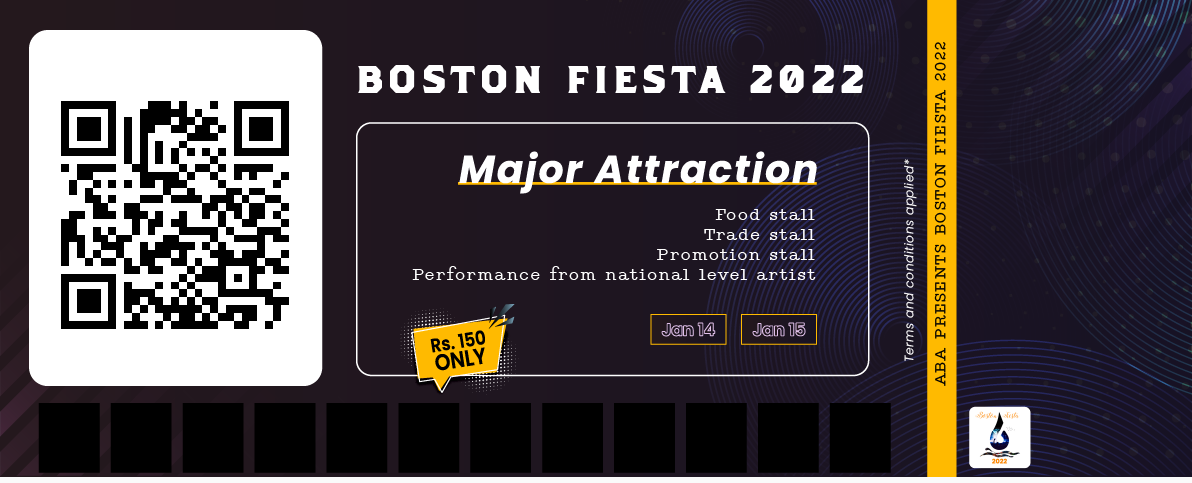 BOSTON FIESTA 2022
Major Attraction
Food stall
Trade stall
Promotion stall
Performance from national level artist
Jan 14 Jan 15
Rs. 150
ONLY
Terms and conditions applied*
ABA PRESENTS BOSTON FIESTA 2022
2022